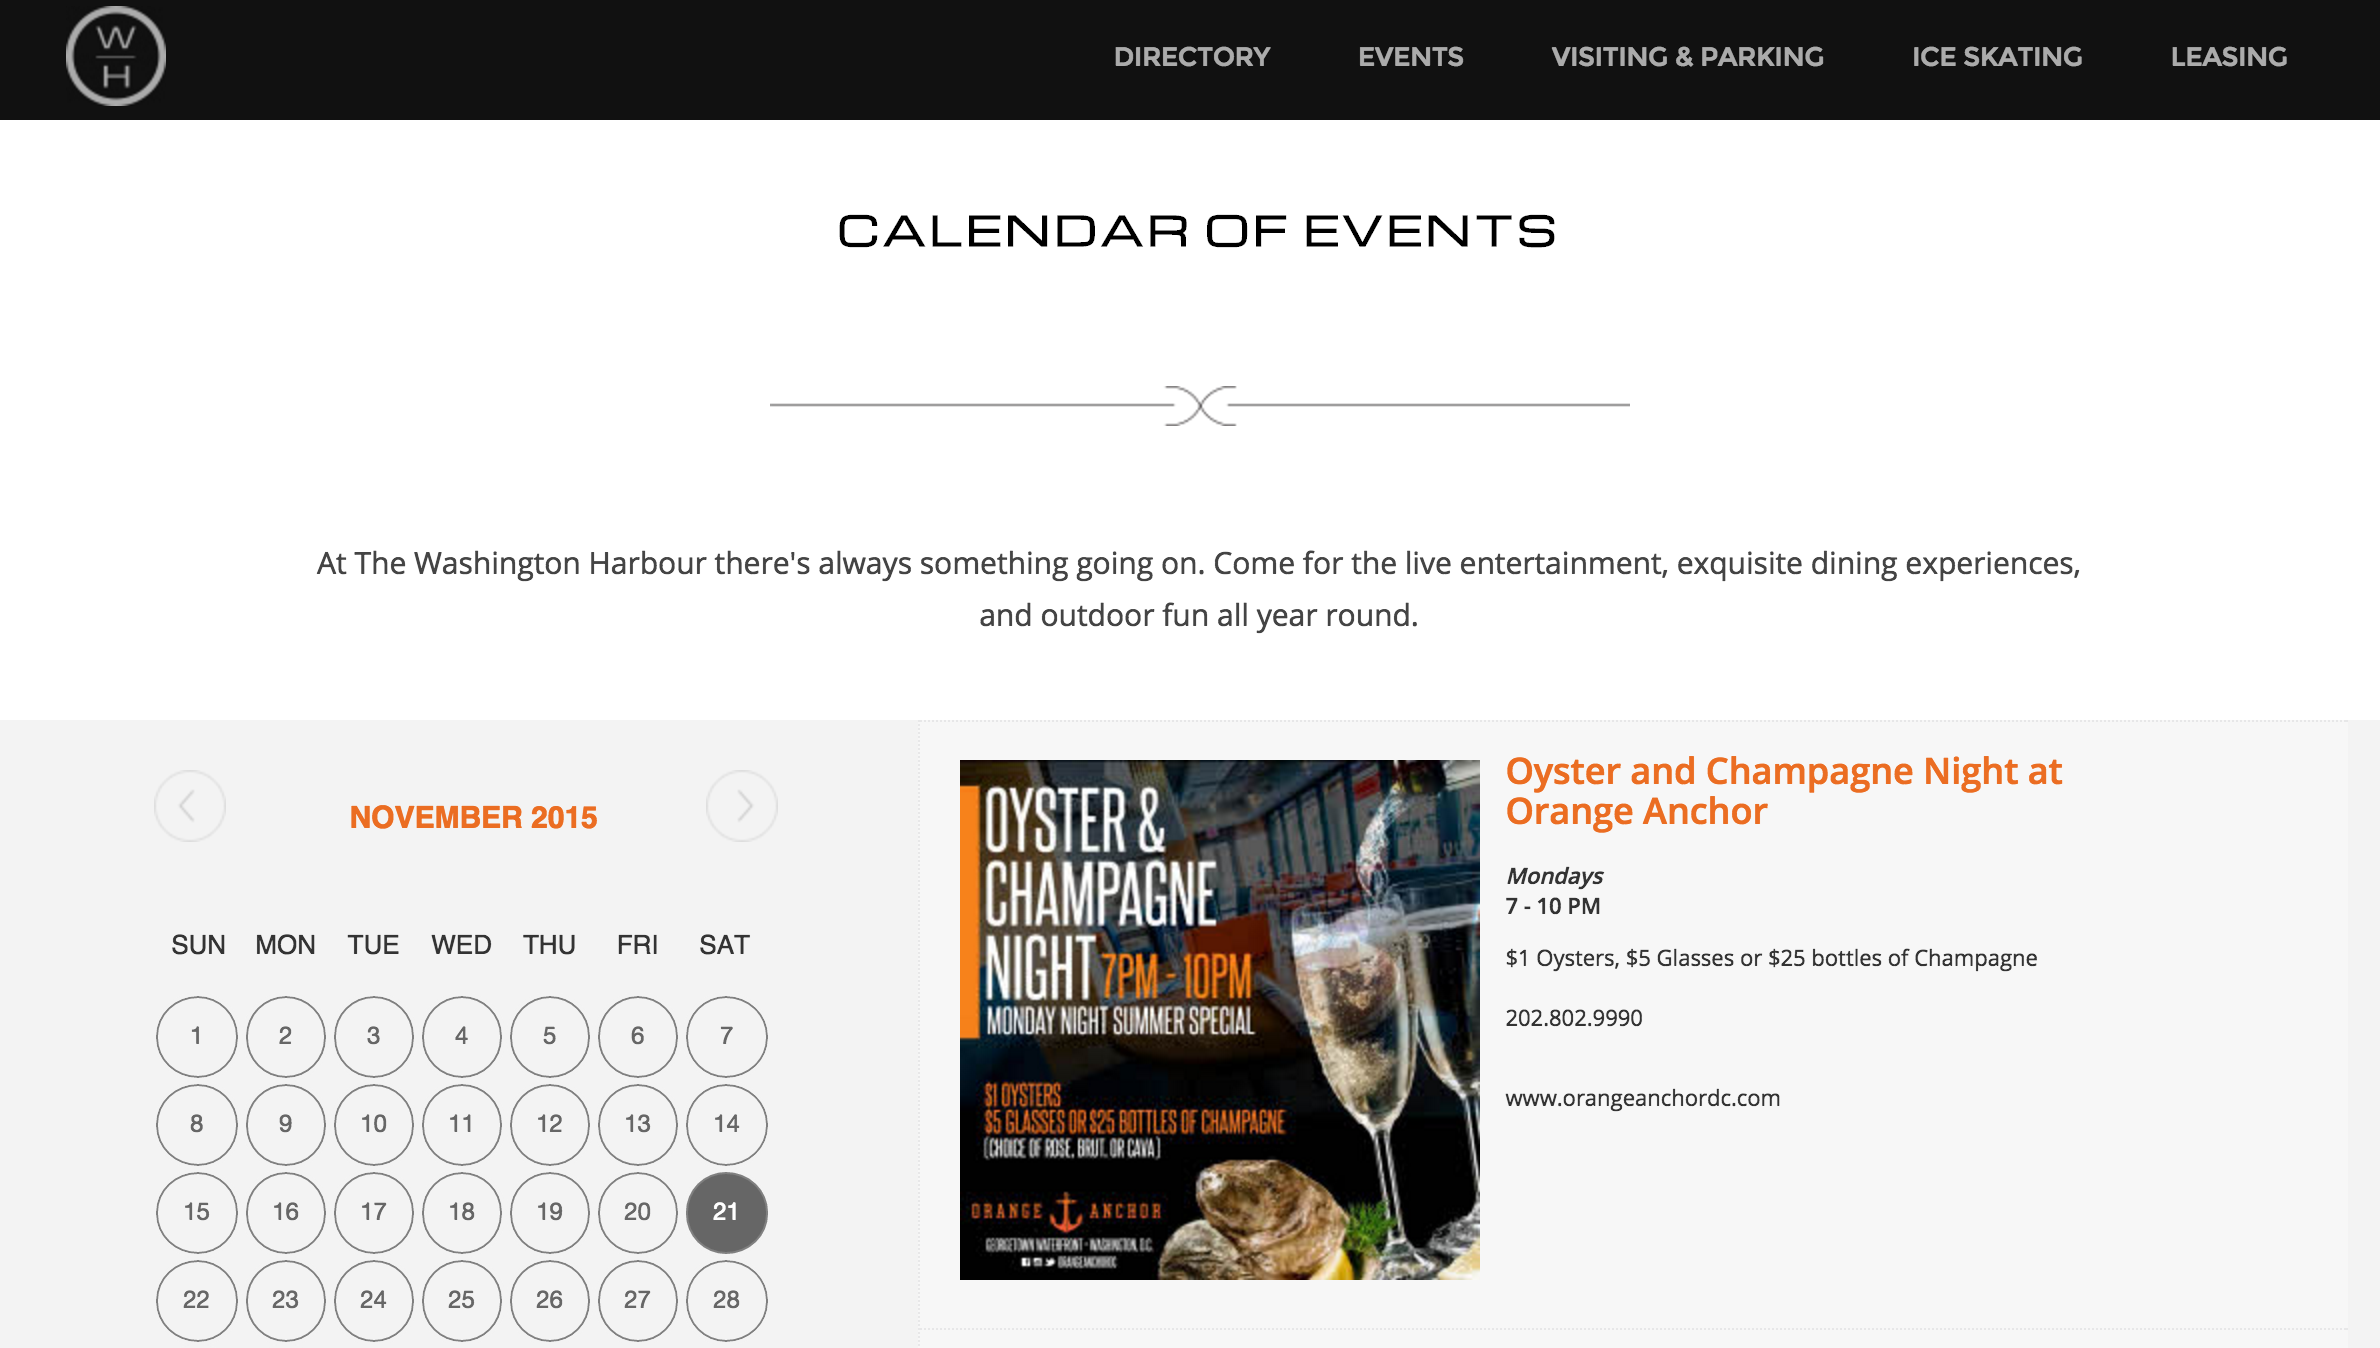 W
H
DIRECTORY EVENTS VISITING & PARKING ICE SKATING LEASING
CALENDAR OF EVENTS
At The Washington Harbour there's always something going on. Come for the live entertainment, exquisite dining experiences,
and outdoor fun all year round.
NOVEMBER 2015
SUN MON TUE WED THU FRI SAT
1 2 3 4 5 6 7
8 9 10 11 12 13 14
15 16 17 18 19 20 21
22 23 24 25 26 27 28
OYSTER &
CHAMPAGNE
NIGHT 7PM - 10PM
MONDAY NIGHT SUMMER SPECIAL
$1 OYSTERS
$5 GLASSES OR $25 BOTTLES OF CHAMPAGNE
(CHOICE OF ROSE, BRUT, OR CAVA)
ORANGE ANCHOR
GEORGETOWN WATERFRONT - WASHINGTON, D.C.
ORANGEANCHORDC
Oyster and Champagne Night at
Orange Anchor
Mondays
7 - 10 PM
$1 Oysters, $5 Glasses or $25 bottles of Champagne
202.802.9990
www.orangeanchordc.com